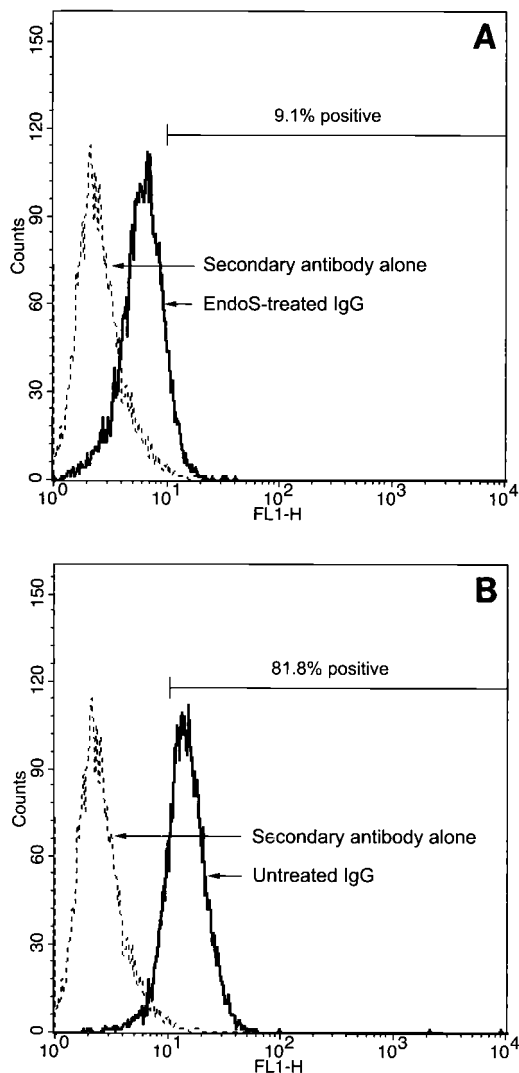 A
150
120
90
60
30
0
Counts
9.1% positive
Secondary antibody alone
EndoS-treated IgG
10^0 10^1 10^2 10^3 10^4
FL1-H
B
150
120
90
60
30
0
Counts
81.8% positive
Secondary antibody alone
Untreated IgG
10^0 10^1 10^2 10^3 10^4
FL1-H